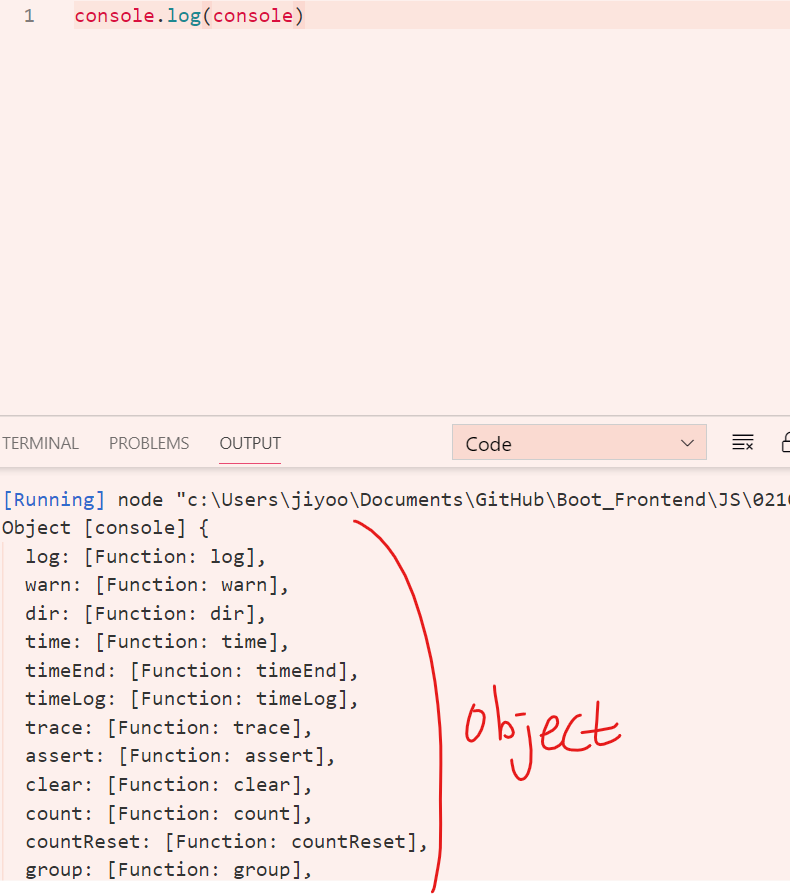 1 console.log(console)
TERMINAL PROBLEMS OUTPUT Code
[Running] node "c:\Users\jiyoo\Documents\GitHub\Boot_Frontend\JS\021
Object [console] {
log: [Function: log],
warn: [Function: warn],
dir: [Function: dir],
time: [Function: time],
timeEnd: [Function: timeEnd],
timeLog: [Function: timeLog],
trace: [Function: trace],
object
assert: [Function: assert],
clear: [Function: clear],
count: [Function: count],
countReset: [Function: countReset],
group: [Function: group],